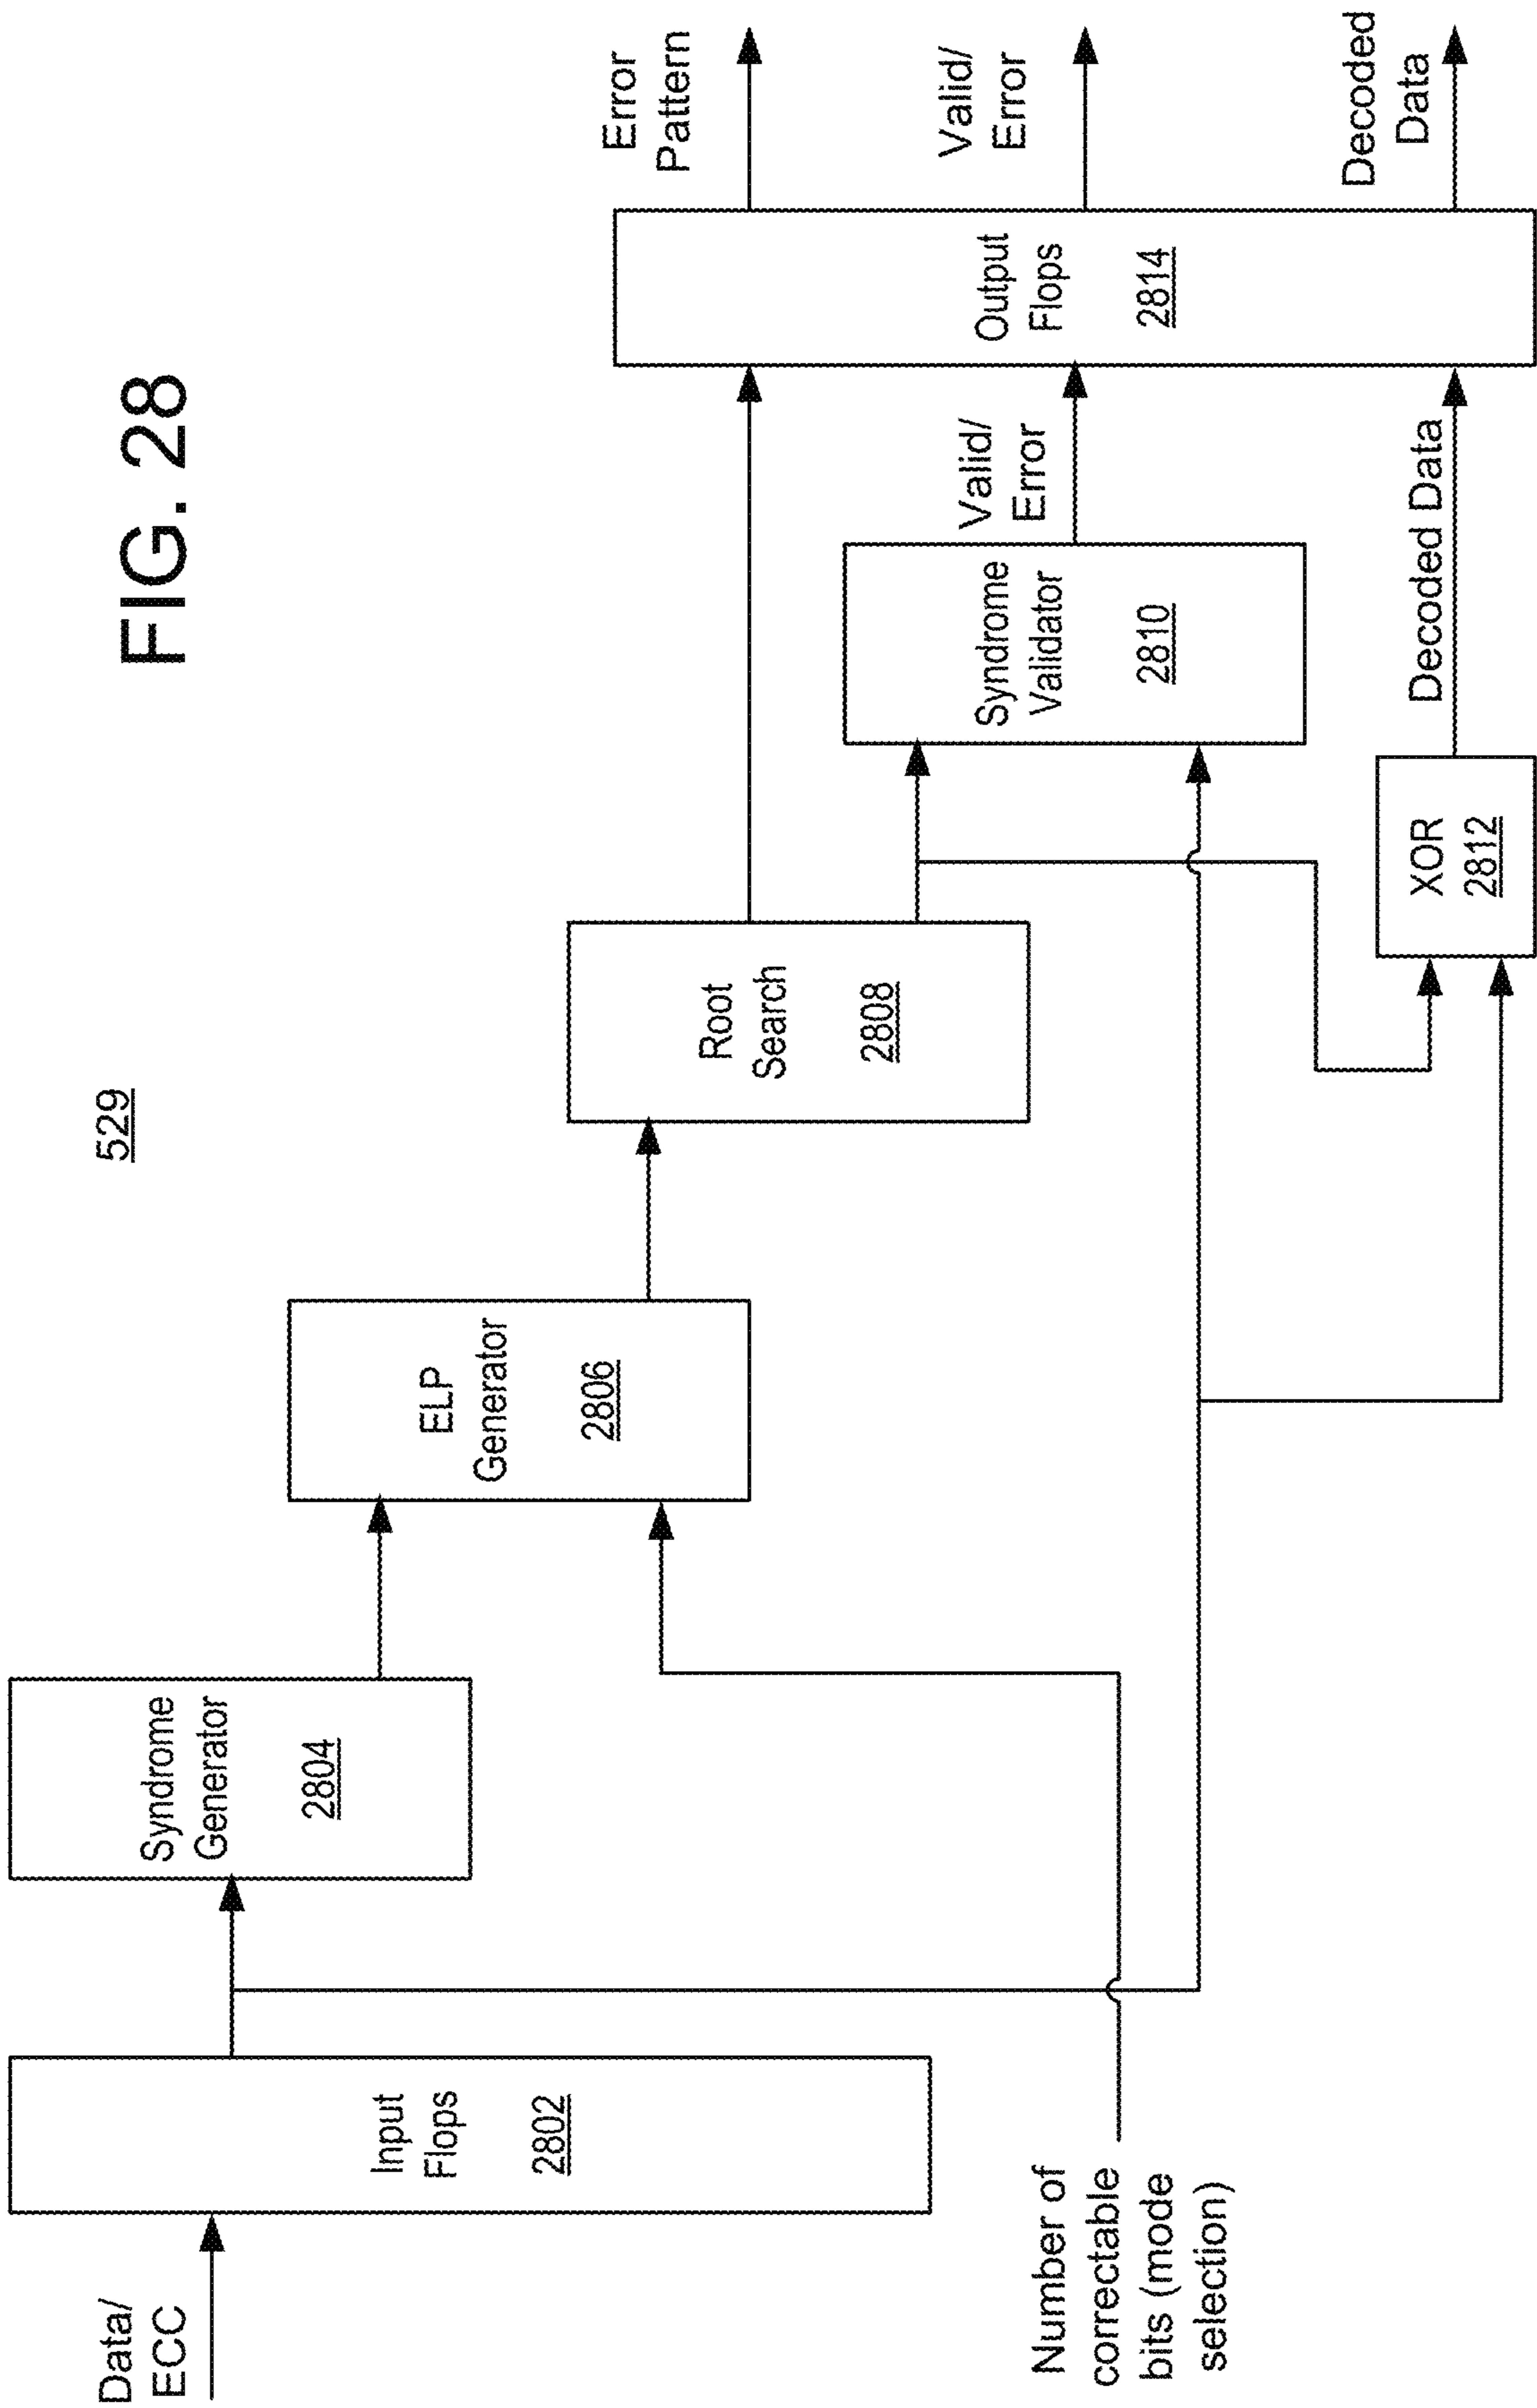 FIG. 28
529
Data/
ECC
Input
Flops
2802
Syndrome
Generator
2804
Number of
correctable
bits (mode
selection)
ELP
Generator
2806
Root
Search
2808
Syndrome
Validator
2810
XOR
2812
Valid/
Error
Decoded Data
Output
Flops
2814
Error
Pattern
Valid/
Error
Decoded
Data